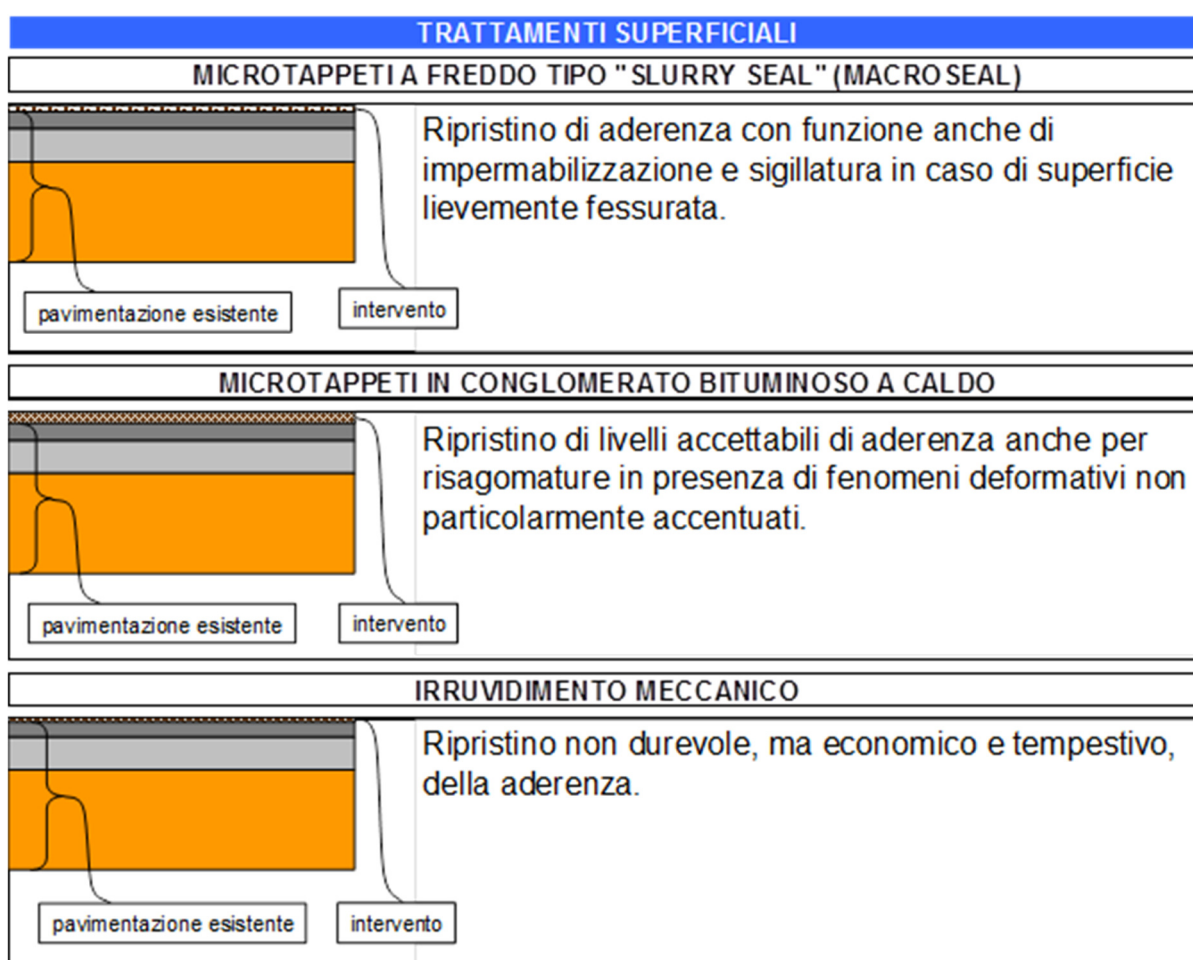 TRATTAMENTI SUPERFICIALI
MICROTAPPETI A FREDDO TIPO "SLURRY SEAL" (MACROSEAL)
Ripristino di aderenza con funzione anche di
impermabilizzazione e sigillatura in caso di superficie
lievemente fessurata.
pavimentazione esistente
intervento
MICROTAPPETI IN CONGLOMERATO BITUMINOSO A CALDO
Ripristino di livelli accettabili di aderenza anche per
risagomature in presenza di fenomeni deformativi non
particolarmente accentuati.
pavimentazione esistente
intervento
IRRUVIDIMENTO MECCANICO
Ripristino non durevole, ma economico e tempestivo,
della aderenza.
pavimentazione esistente
intervento